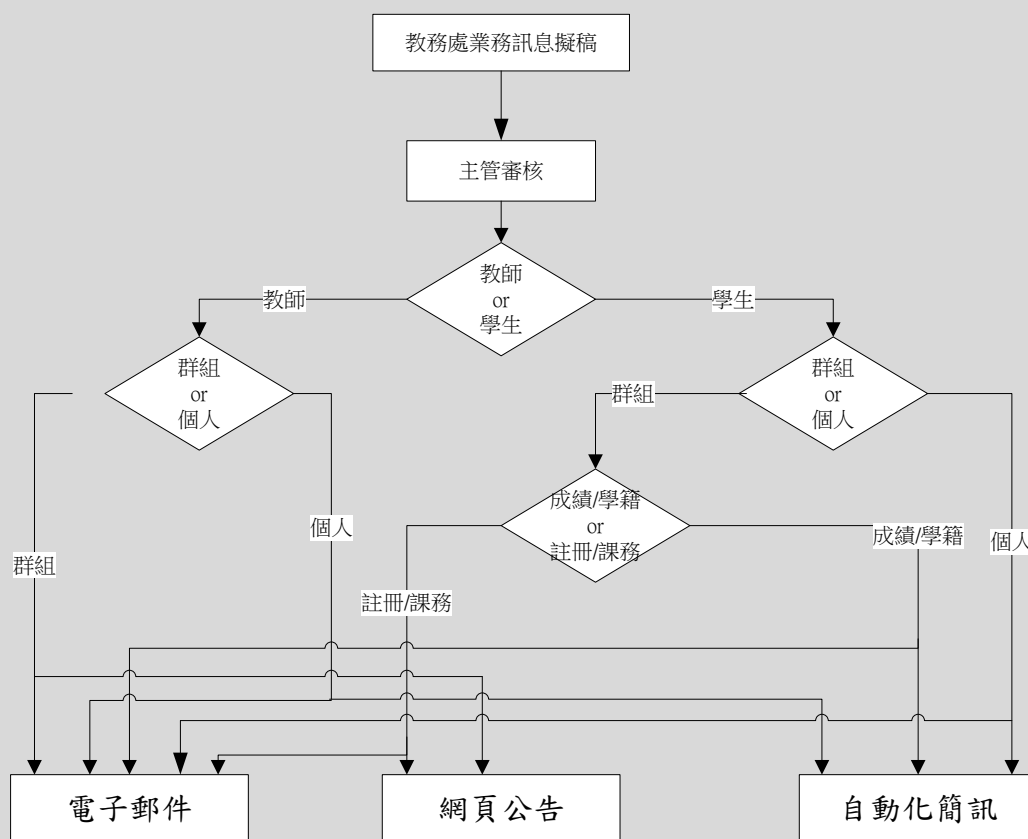 教務處業務訊息擬稿
主管審核
教師
or
學生
教師
學生
群組
or
個人
群組
or
個人
群組
成績/學籍
or
註冊/課務
個人
群組
成績/學籍
個人
註冊/課務
電子郵件
網頁公告
自動化簡訊